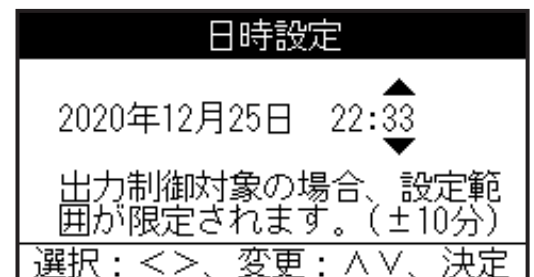 日時設定
2020年12月25日 22:33
出力制御対象の場合、設定範
囲が限定されます。(±10分)
選択:<>、変更:∧∨、決定